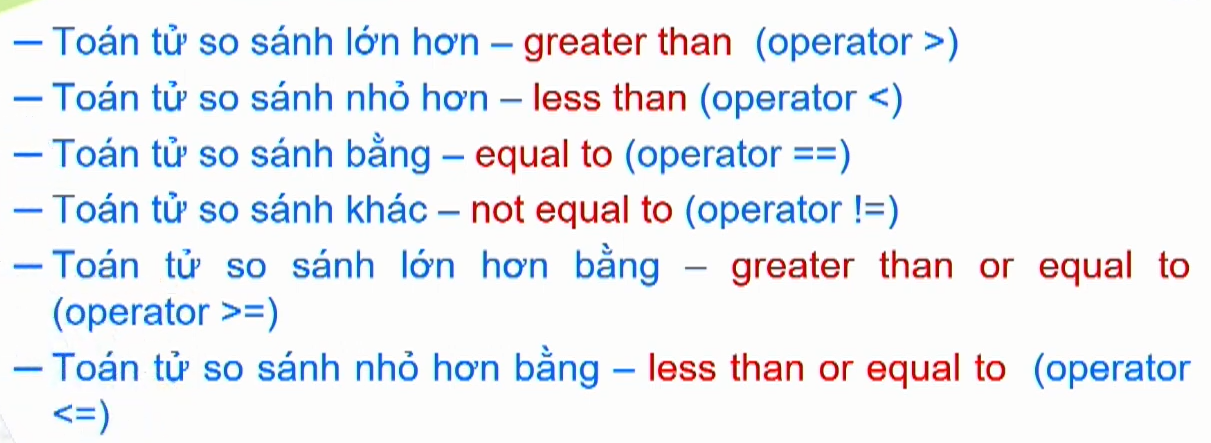 — Toán tử so sánh lớn hơn – greater than (operator >)
— Toán tử so sánh nhỏ hơn – less than (operator <)
— Toán tử so sánh bằng – equal to (operator ==)
— Toán tử so sánh khác – not equal to (operator !=)
— Toán tử so sánh lớn hơn bằng – greater than or equal to
(operator >=)
— Toán tử so sánh nhỏ hơn bằng – less than or equal to (operator
<=)